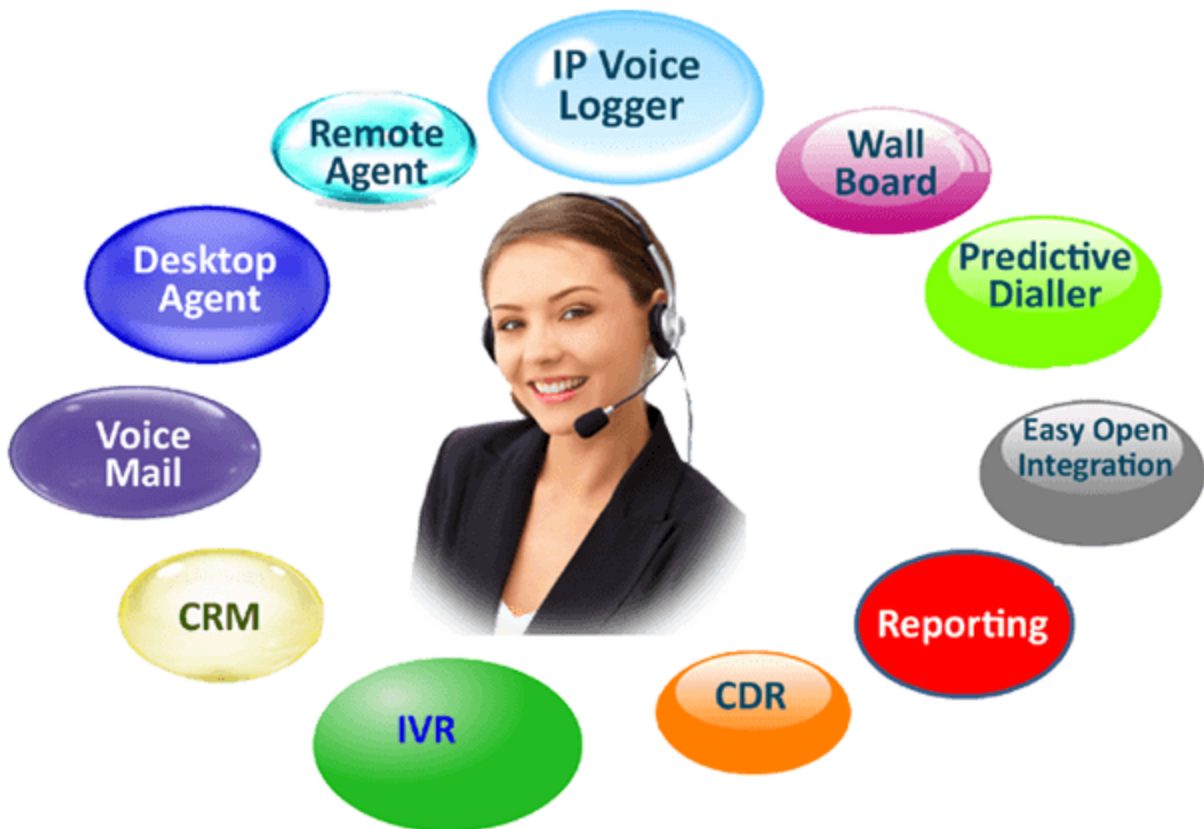 IP Voice
Logger
Remote
Agent
Wall
Board
Desktop
Agent
Predictive
Dialler
Voice
Mail
Easy Open
Integration
CRM
Reporting
IVR
CDR